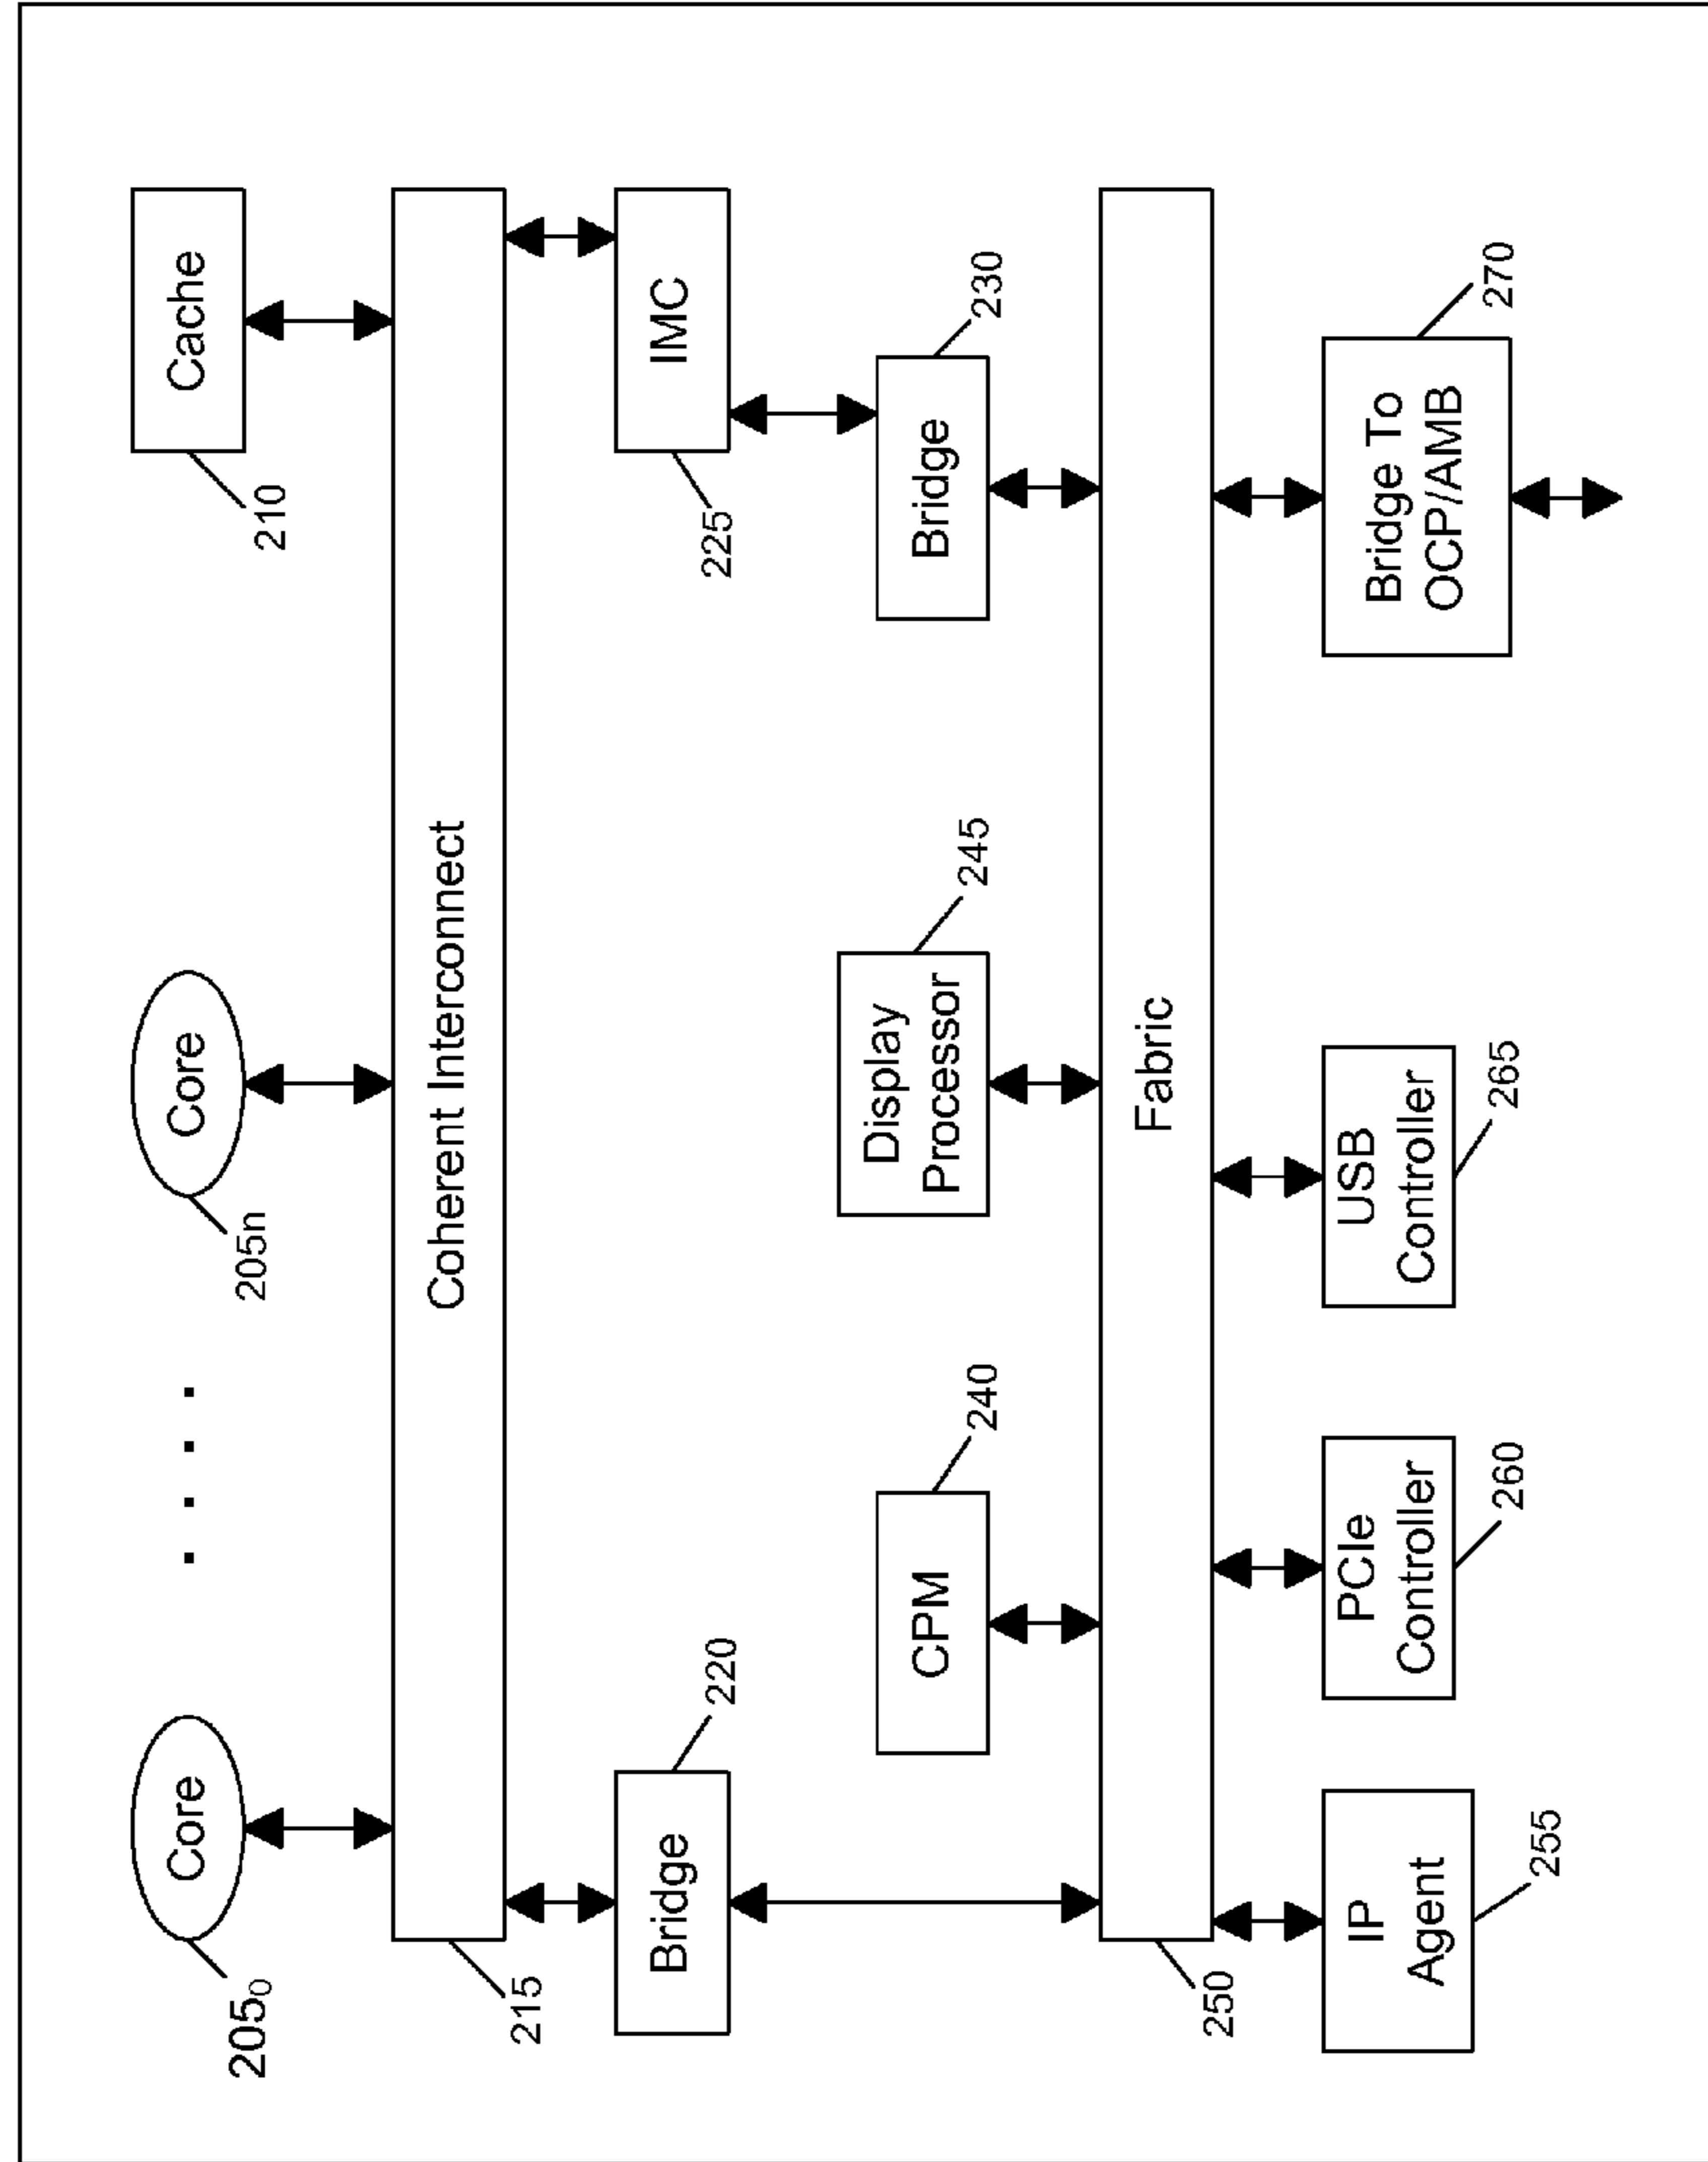 Core
Core
Cache
205₀
. . . .
205n
210
Coherent Interconnect
215
Bridge
220
IMC
225
CPM
240
Display
Processor
245
Bridge
230
Fabric
250
IP
Agent
255
PCIe
Controller
260
USB
Controller
265
Bridge To
OCP/AMB
270